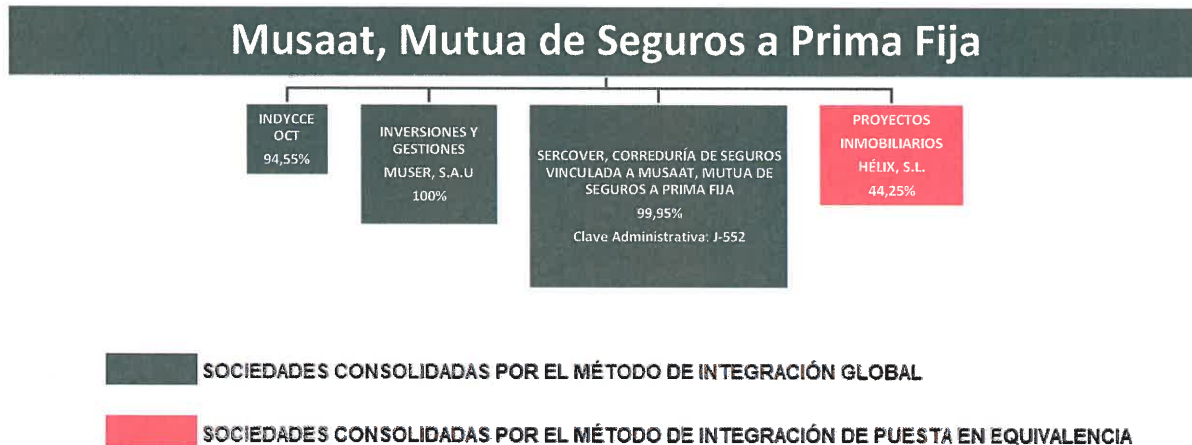 Musaat, Mutua de Seguros a Prima Fija
INDYCCE
OCT
94,55%
INVERSIONES Y
GESTIONES
MUSER, S.A.U
100%
SERCOVER, CORREDURÍA DE SEGUROS
VINCULADA A MUSAAT, MUTUA DE
SEGUROS A PRIMA FIJA
99,95%
Clave Administrativa: J-552
PROYECTOS
INMOBILIARIOS
HÉLIX, S.L.
44,25%
SOCIEDADES CONSOLIDADAS POR EL MÉTODO DE INTEGRACIÓN GLOBAL
SOCIEDADES CONSOLIDADAS POR EL MÉTODO DE INTEGRACIÓN DE PUESTA EN EQUIVALENCIA